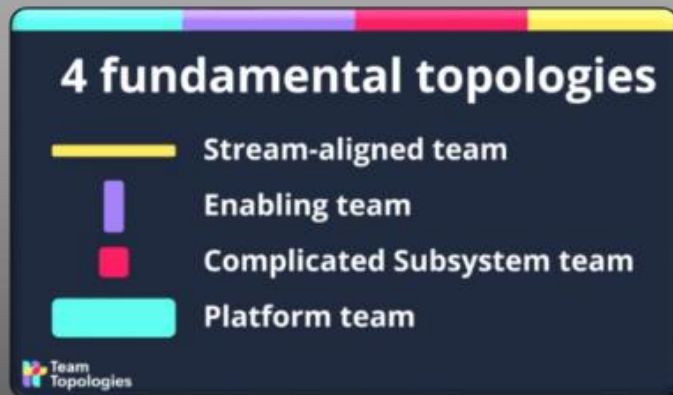 4 fundamental topologies
Stream-aligned team
Enabling team
Complicated Subsystem team
Platform team
Team
Topologies